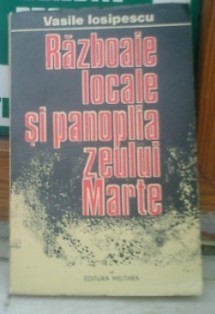 Vasile Iosipescu
Războaie
locale
și panoplia
zeului
Marte
EDITURA MILITARĂ